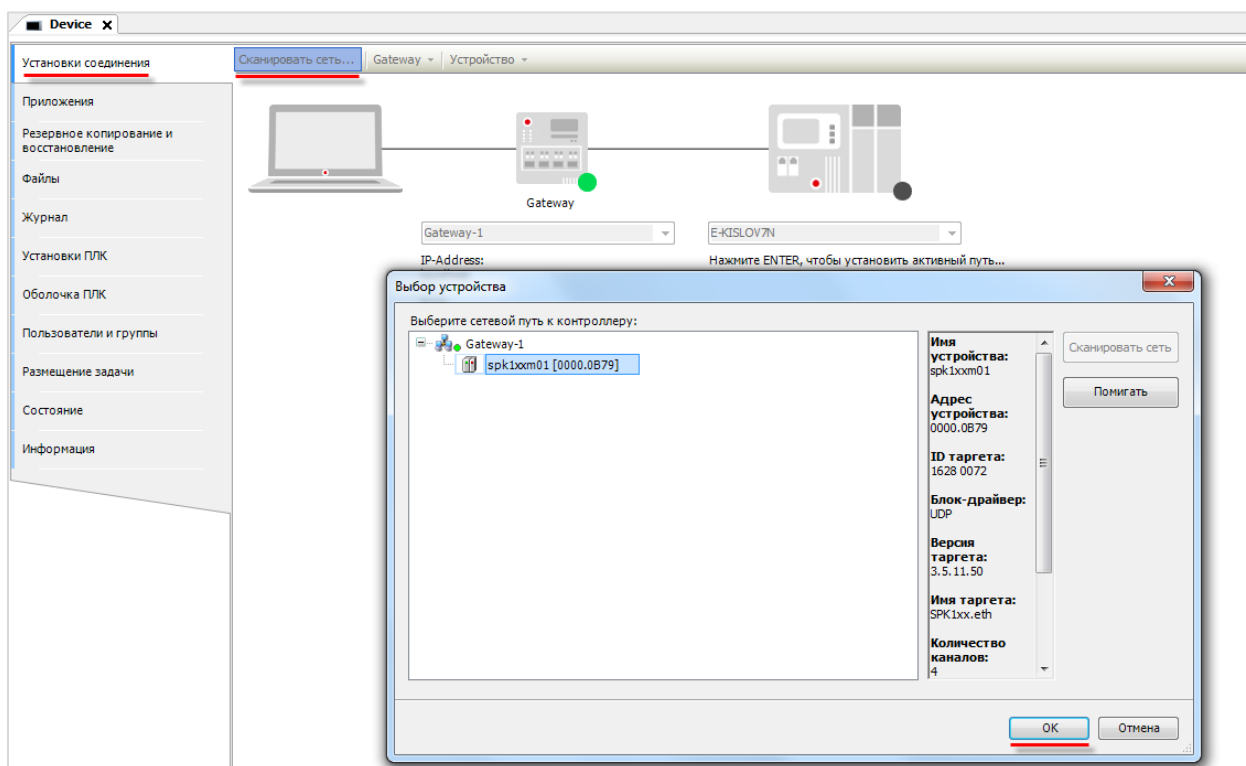 Device
Установки соединения
Сканировать сеть...
Gateway
Устройство
Приложения
Резервное копирование и
восстановление
Файлы
Журнал
Установки ПЛК
Оболочка ПЛК
Пользователи и группы
Размещение задачи
Состояние
Информация
Gateway
Gateway-1
E-KISLOV7N
IP-Address:
Нажмите ENTER, чтобы установить активный путь...
Выбор устройства
Выберите сетевой путь к контроллеру:
Gateway-1
spk1xxm01 [0000.0B79]
Имя
устройства:
spk1xxm01
Адрес
устройства:
0000.0B79
ID таргета:
1628 0072
Блок-драйвер:
UDP
Версия
таргета:
3.5.11.50
Имя таргета:
SPK1xx.eth
Количество
каналов:
4
Сканировать сеть
Помигать
OK
Отмена